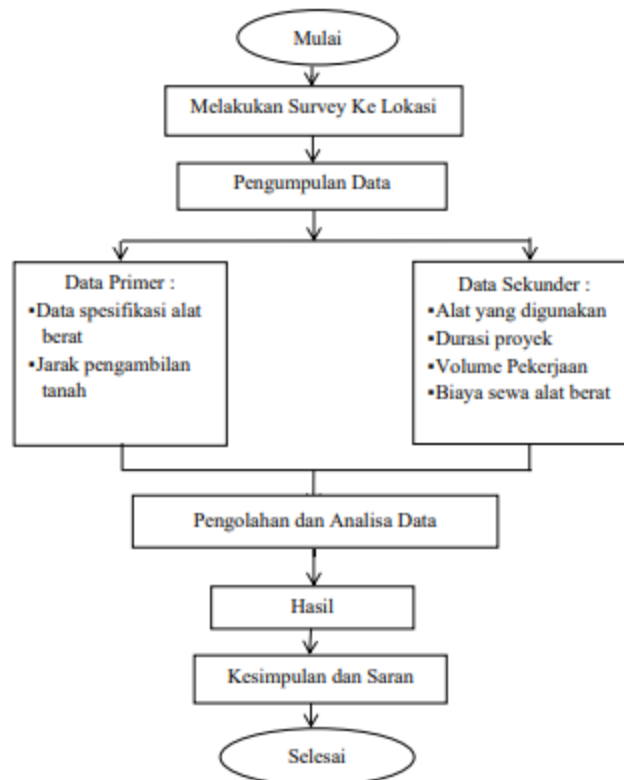 Mulai
Melakukan Survey Ke Lokasi
Pengumpulan Data
Data Primer :
▪Data spesifikasi alat
berat
▪Jarak pengambilan
tanah
Data Sekunder :
▪Alat yang digunakan
▪Durasi proyek
▪Volume Pekerjaan
▪Biaya sewa alat berat
Pengolahan dan Analisa Data
Hasil
Kesimpulan dan Saran
Selesai